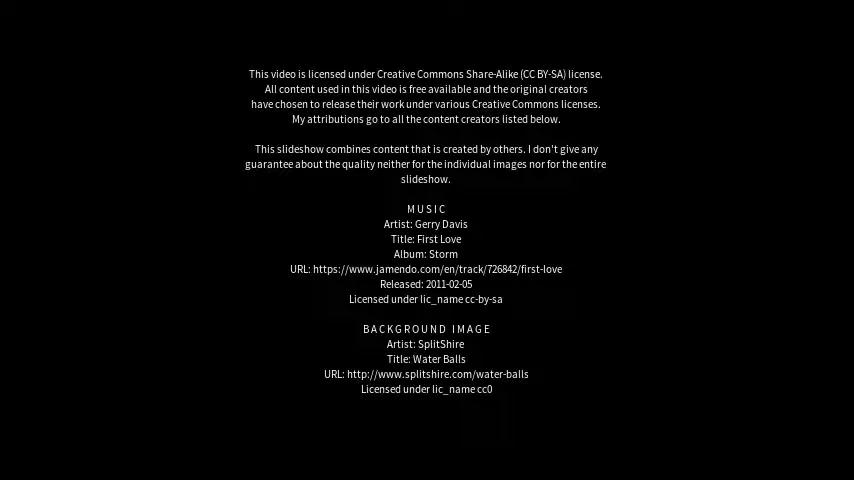 This video is licensed under Creative Commons Share-Alike (CC BY-SA) license.
All content used in this video is free available and the original creators
have chosen to release their work under various Creative Commons licenses.
My attributions go to all the content creators listed below.
This slideshow combines content that is created by others. I don't give any
guarantee about the quality neither for the individual images nor for the entire
slideshow.
MUSIC
Artist: Gerry Davis
Title: First Love
Album: Storm
URL: https://www.jamendo.com/en/track/726842/first-love
Released: 2011-02-05
Licensed under lic_name cc-by-sa
BACKGROUND IMAGE
Artist: SplitShire
Title: Water Balls
URL: http://www.splitshire.com/water-balls
Licensed under lic_name cc0